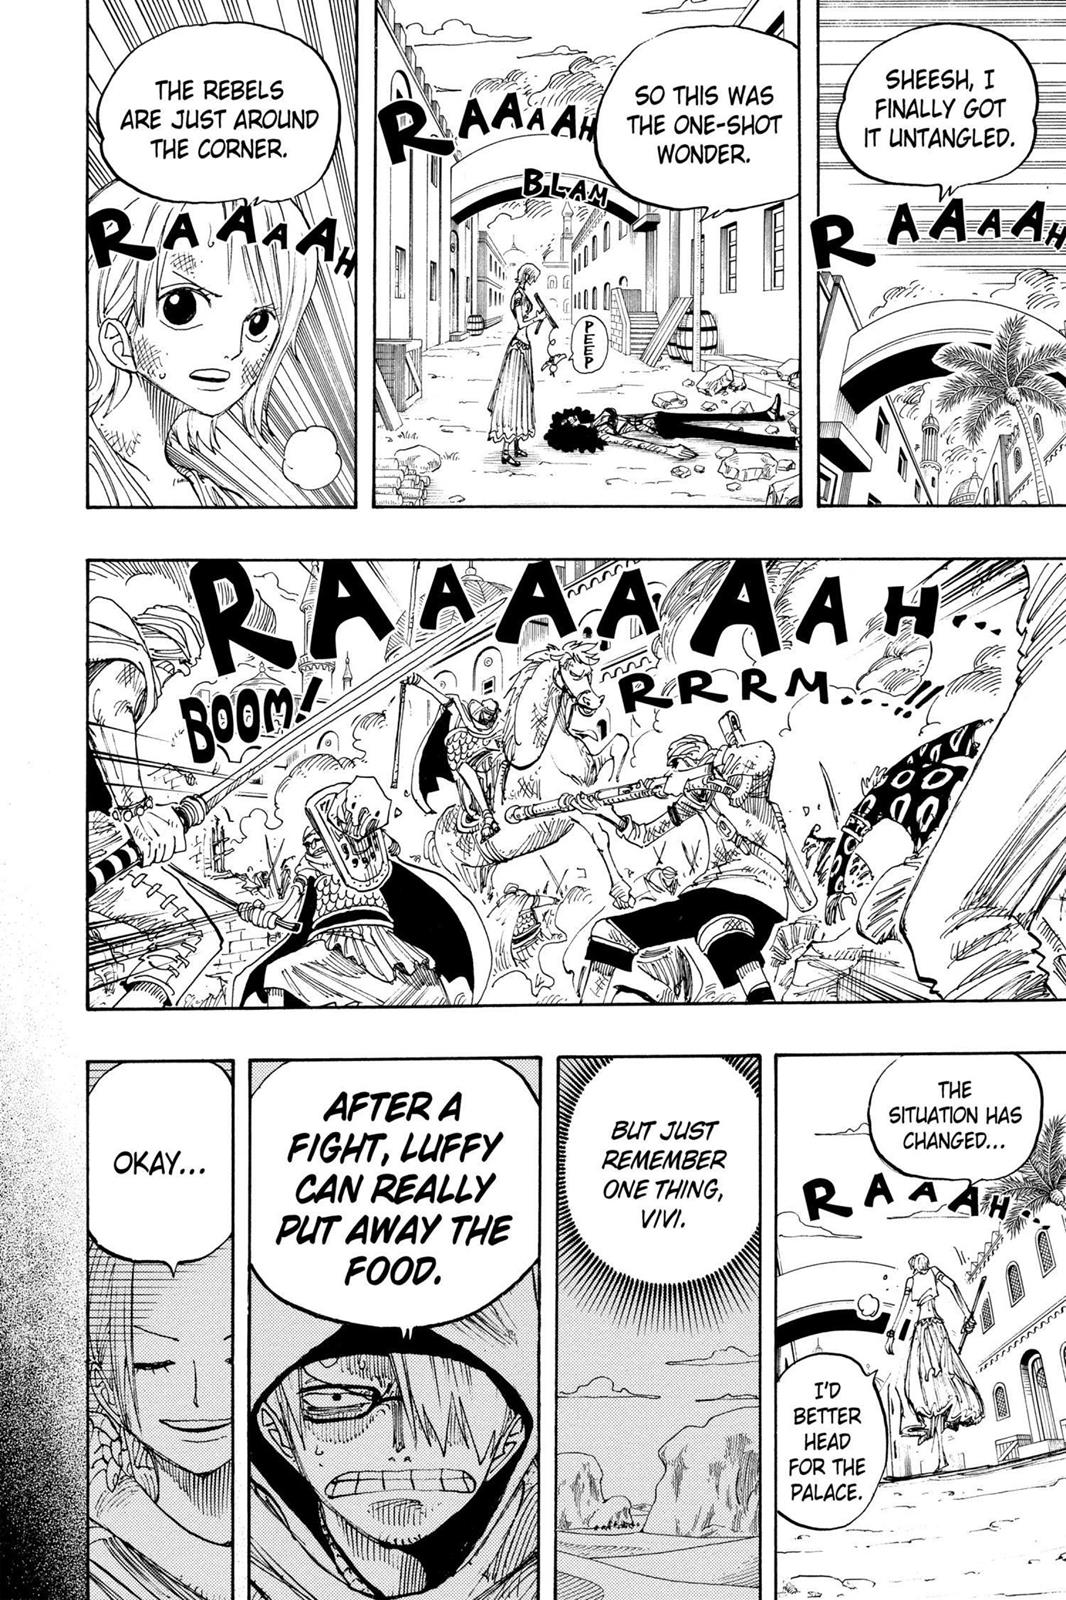 SHEESH, I
FINALLY GOT
IT UNTANGLED.
RAAAAH
SO THIS WAS
THE ONE-SHOT
WONDER.
RAAAAH
BLAM
PEEP
THE REBELS
ARE JUST AROUND
THE CORNER.
RAAAAH
RAAAAAAAH...
RRRM...!!
BOOM!
THE
SITUATION HAS
CHANGED...
RAAAH...
I'D
BETTER
HEAD
FOR THE
PALACE.
BUT JUST
REMEMBER
ONE THING,
VIVI.
AFTER A
FIGHT, LUFFY
CAN REALLY
PUT AWAY THE
FOOD.
OKAY...